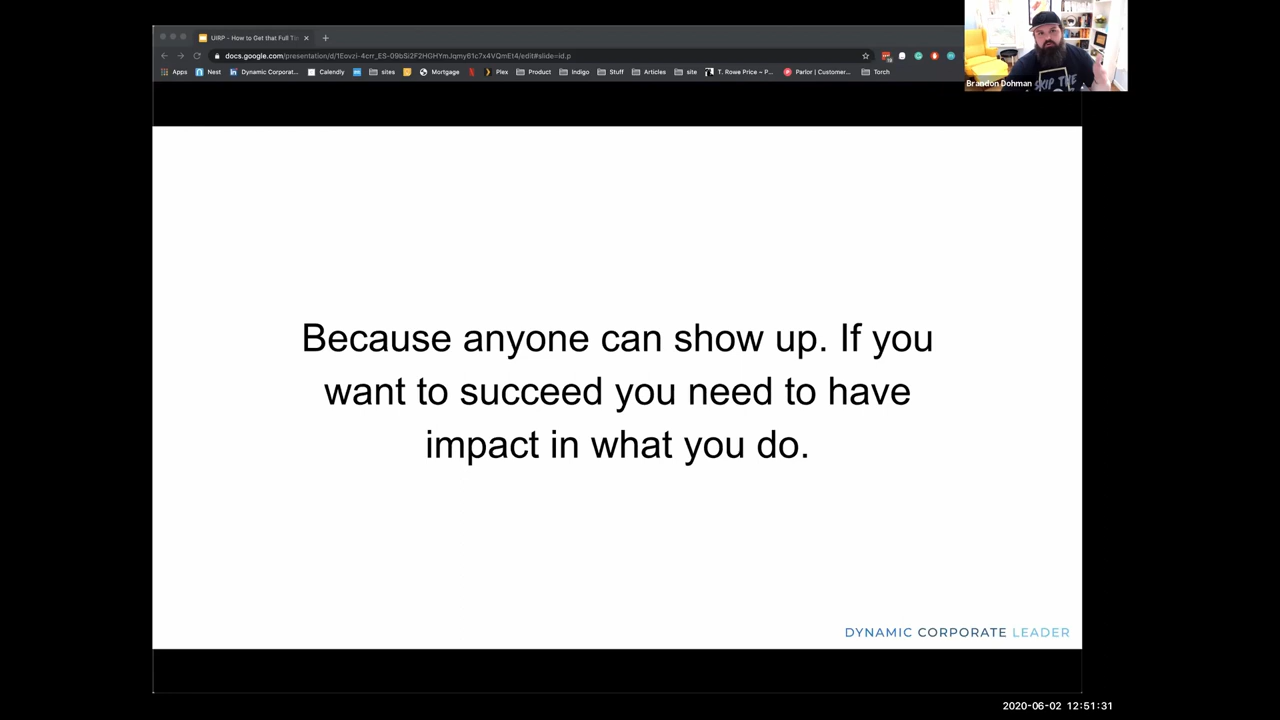 UIRP - How to Get that Full Ti
docs.google.com/presentation/d/1Eovzi-4crr_ES-09b5i2F2HGHYmJqmy61c7x4VQmEt4/edit#slide=id.p
Apps Nest Dynamic Corporat... Calendly sites Mortgage Plex Product Indigo Stuff Articles site T. Rowe Price – P... Parlor | Customer... Torch
SKIP THE
Brandon Dohman
Because anyone can show up. If you
want to succeed you need to have
impact in what you do.
DYNAMIC CORPORATE LEADER
2020-06-02 12:51:31